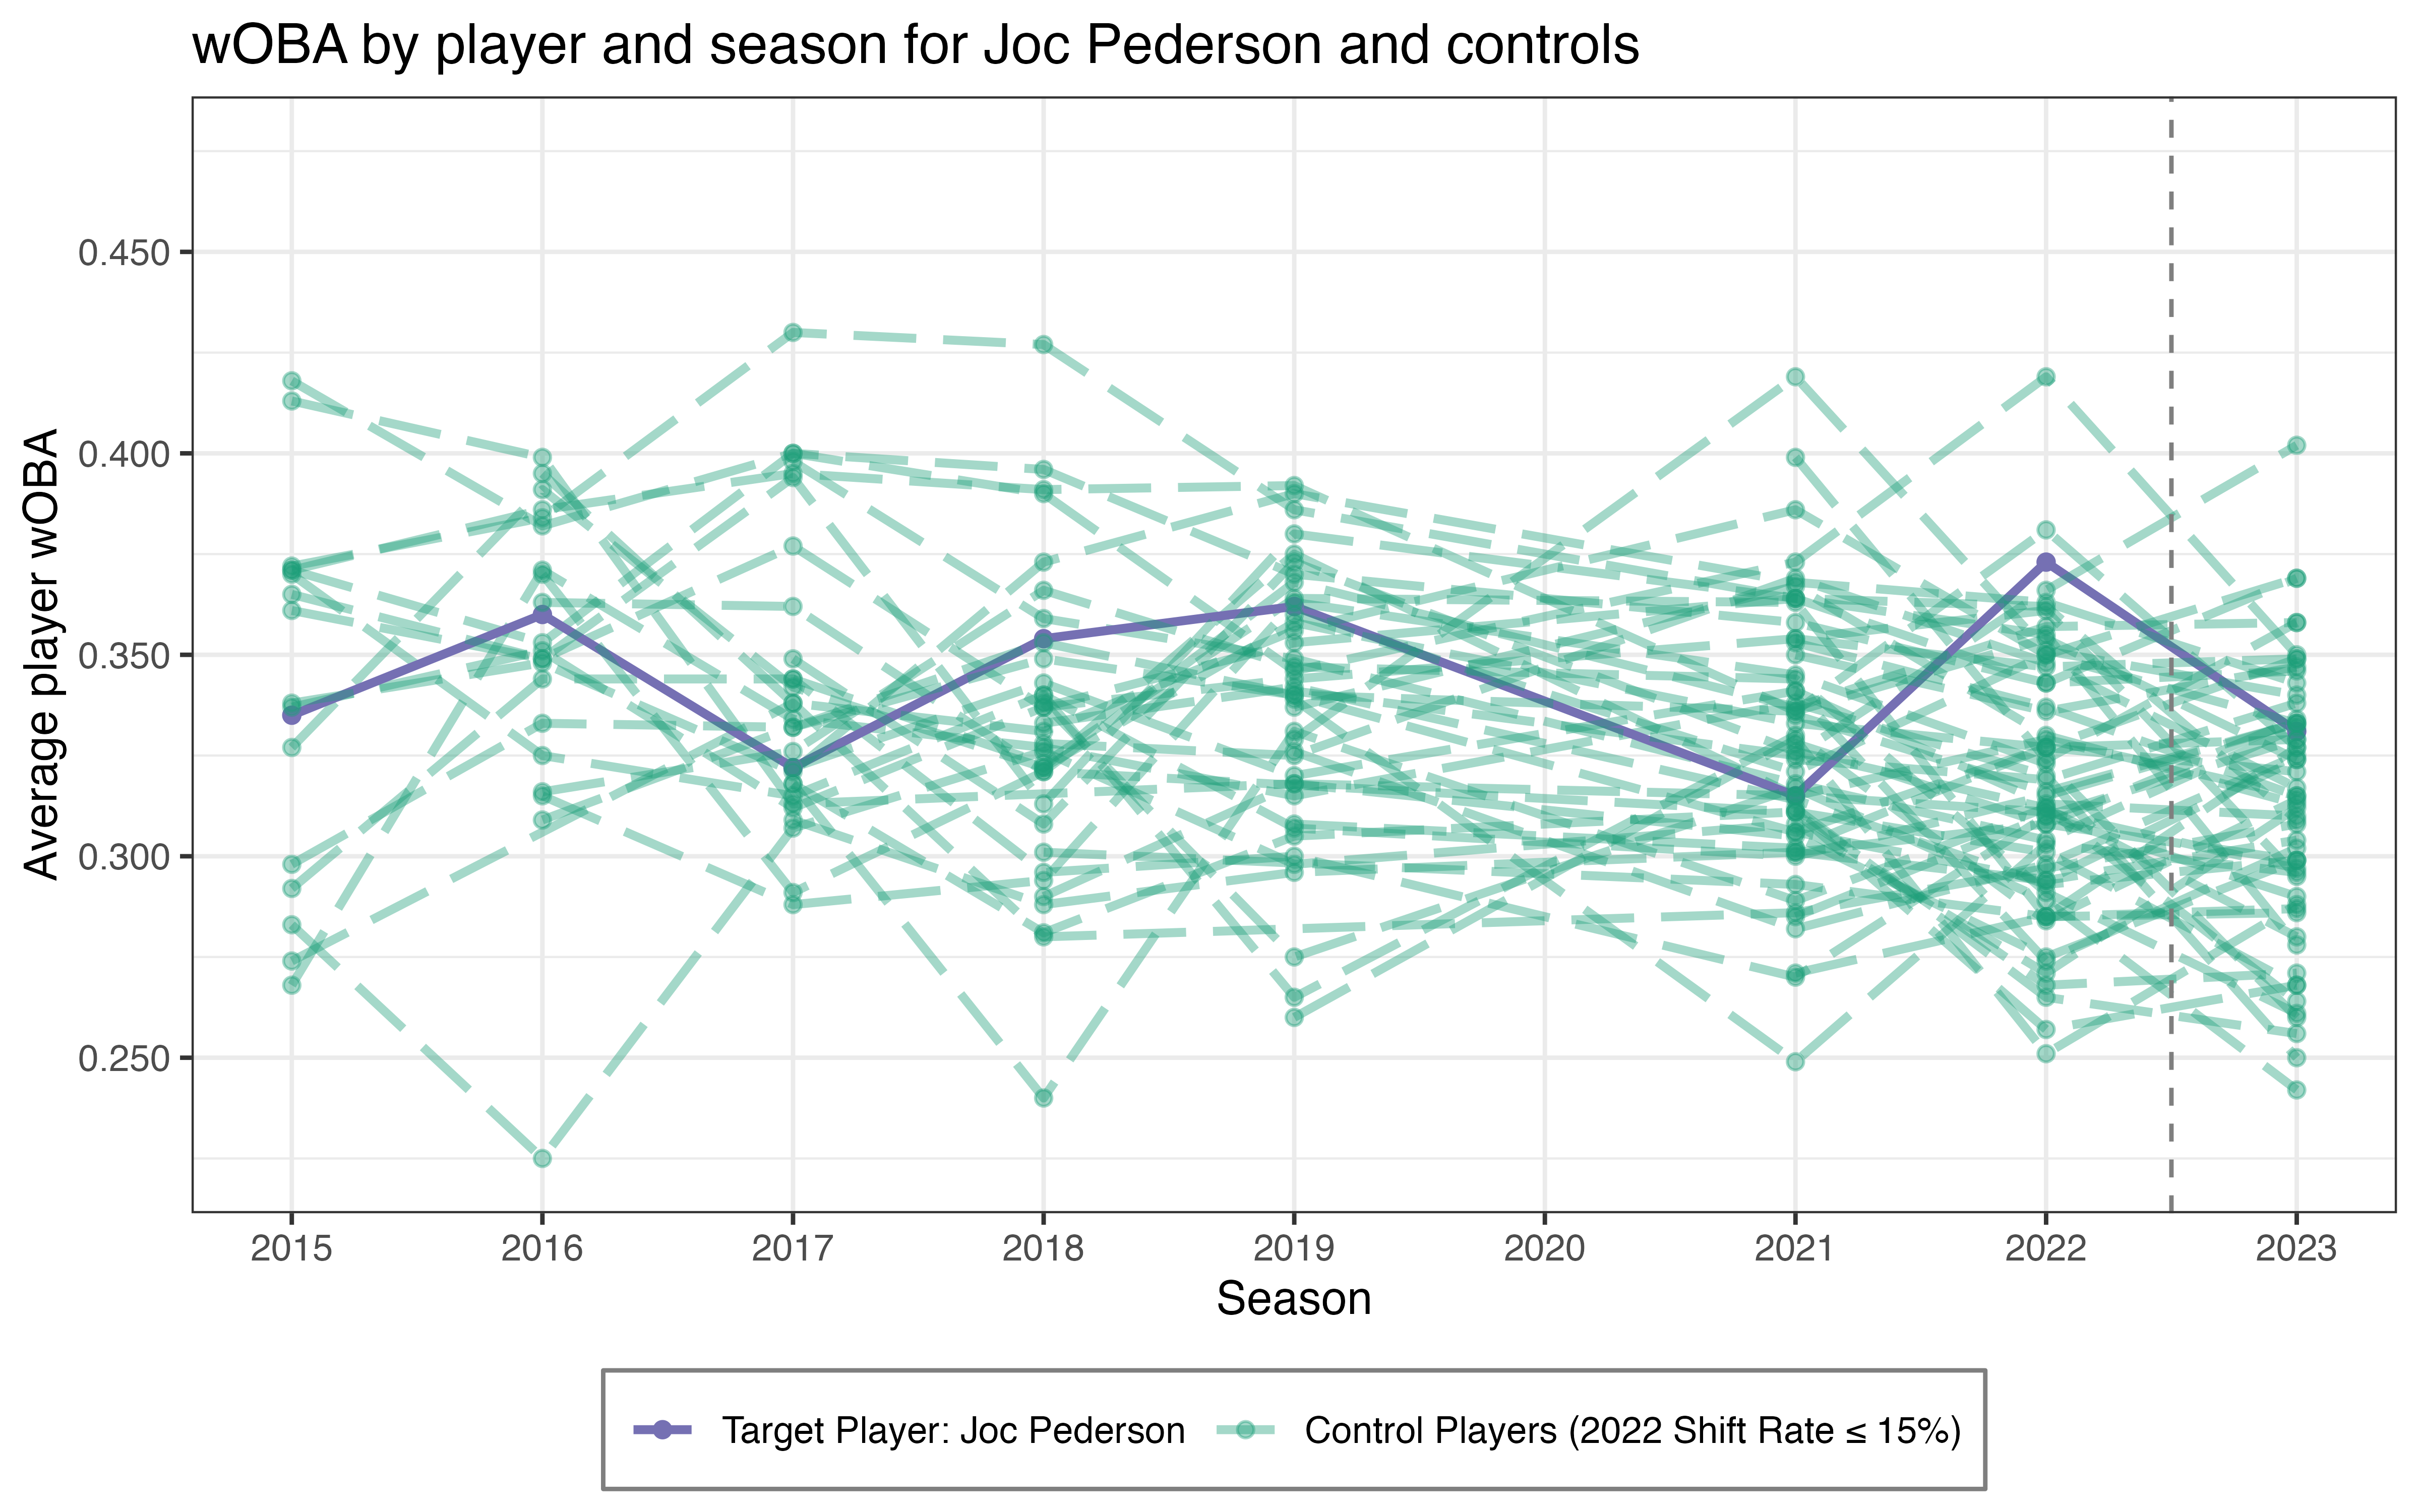 wOBA by player and season for Joc Pederson and controls
Average player wOBA
0.450
0.400
0.350
0.300
0.250
2015 2016 2017 2018 2019 2020 2021 2022 2023
Season
Target Player: Joc Pederson Control Players (2022 Shift Rate ≤ 15%)